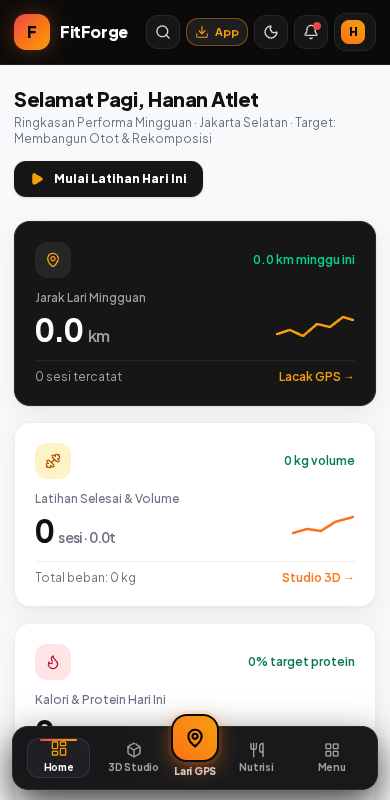 F FitForge App H
Selamat Pagi, Hanan Atlet
Ringkasan Performa Mingguan · Jakarta Selatan · Target:
Membangun Otot & Rekomposisi
Mulai Latihan Hari Ini
0.0 km minggu ini
Jarak Lari Mingguan
0.0 km
0 sesi tercatat Lacak GPS →
0 kg volume
Latihan Selesai & Volume
0 sesi · 0.0t
Total beban: 0 kg Studio 3D →
0% target protein
Kalori & Protein Hari Ini
Home 3D Studio Lari GPS Nutrisi Menu